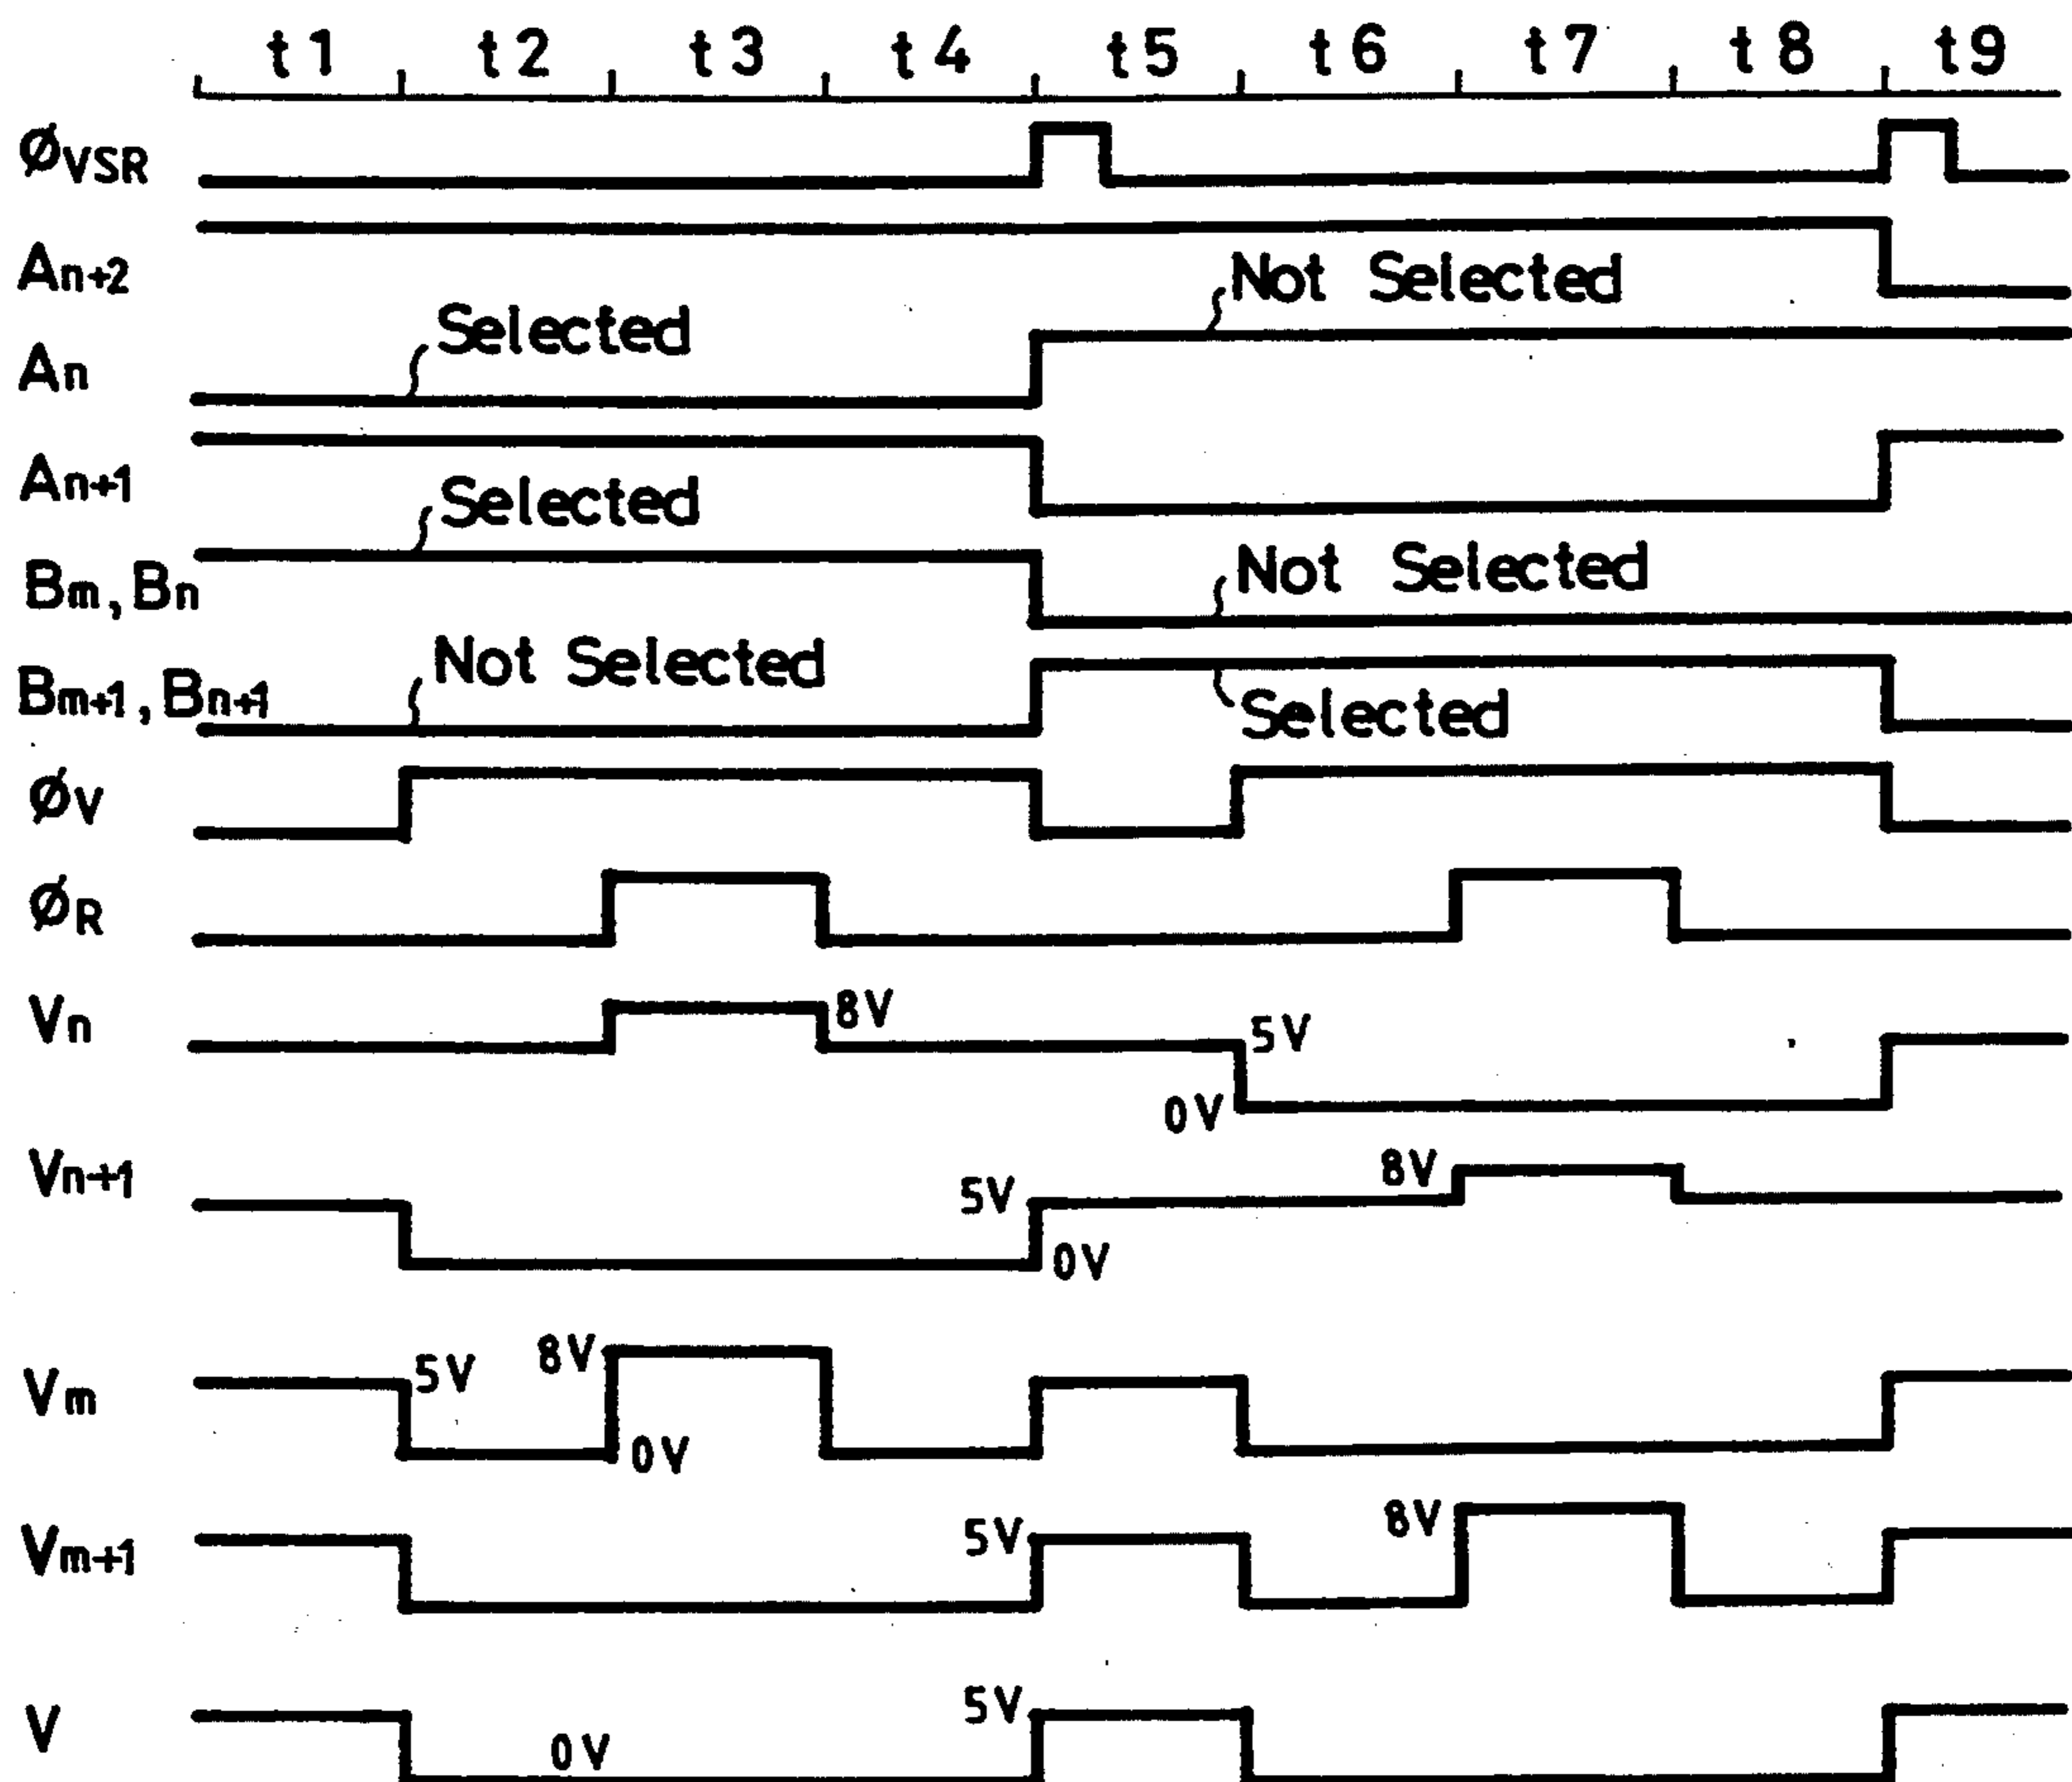 t1 t2 t3 t4 t5 t6 t7 t8 t9
ØVSR
An+2
Not Selected
Selected
An
An+1
Selected
Bm, Bn
Not Selected
Not Selected
Bm+1, Bn+1
Selected
ØV
ØR
Vn
8V
5V
0V
Vn+1
5V
8V
0V
Vm
5V
8V
0V
Vm+1
5V
8V
V
0V
5V